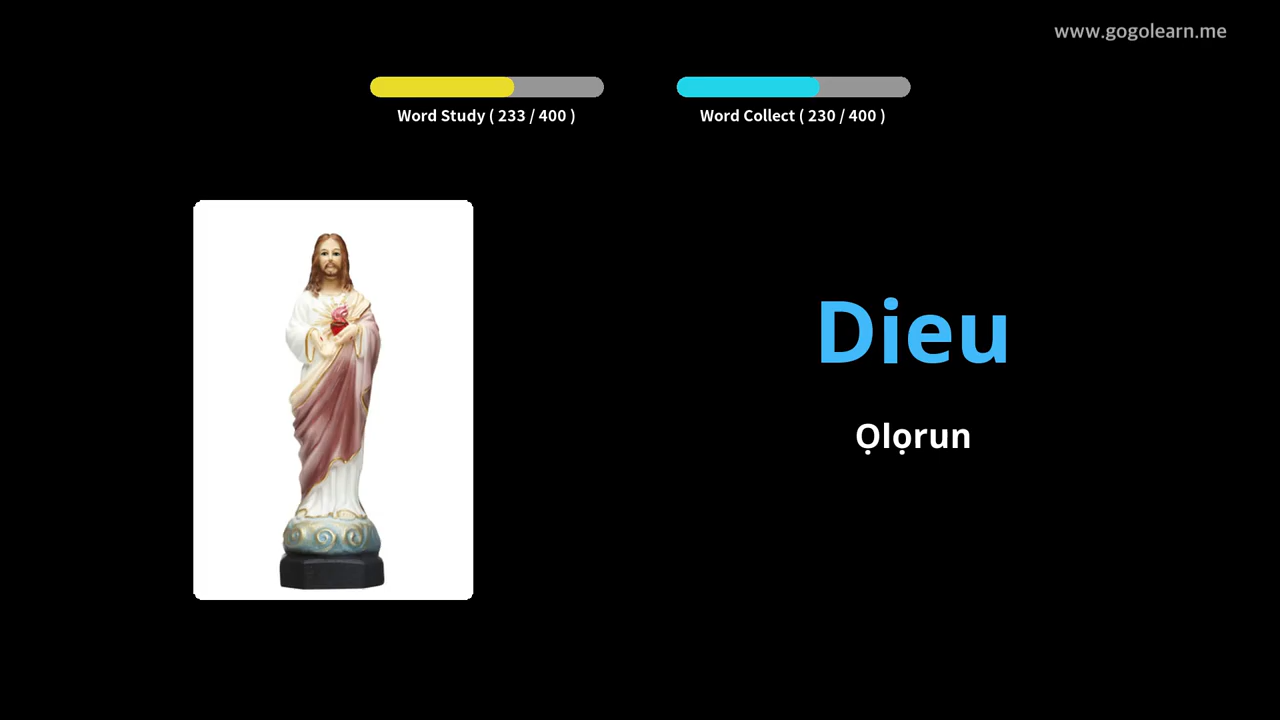 www.gogolearn.me
Word Study ( 233 / 400 )
Word Collect ( 230 / 400 )
Dieu
Ọlọrun